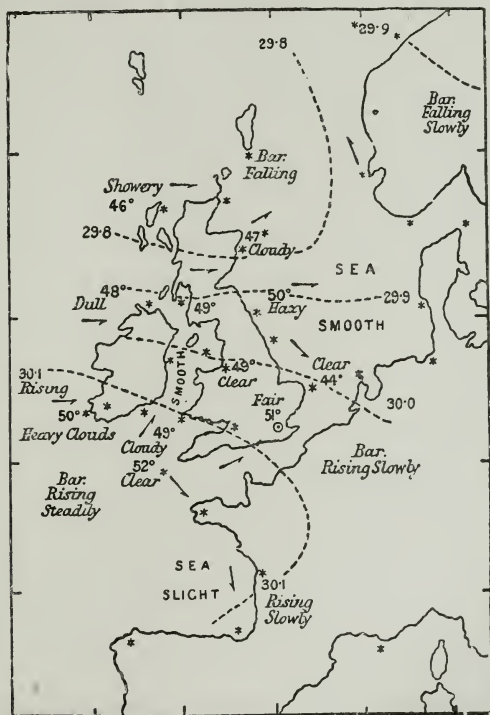 29.8
29.9
Bar.
Falling
Slowly
Bar.
Falling
Showery
46°
29.8
47
Cloudy
SEA
48°
50°
29.9
Dull
49°
Haxy
SMOOTH
SMOOTH
49°
Clear
Clear
44°
30.1
Rising
30.0
Fair
51°
50°
Heavy Clouds
49°
Cloudy
52°
Clear
Bar.
Rising Slowly
Bar.
Rising
Steadily
SEA
SLIGHT
30.1
Rising
Slowly